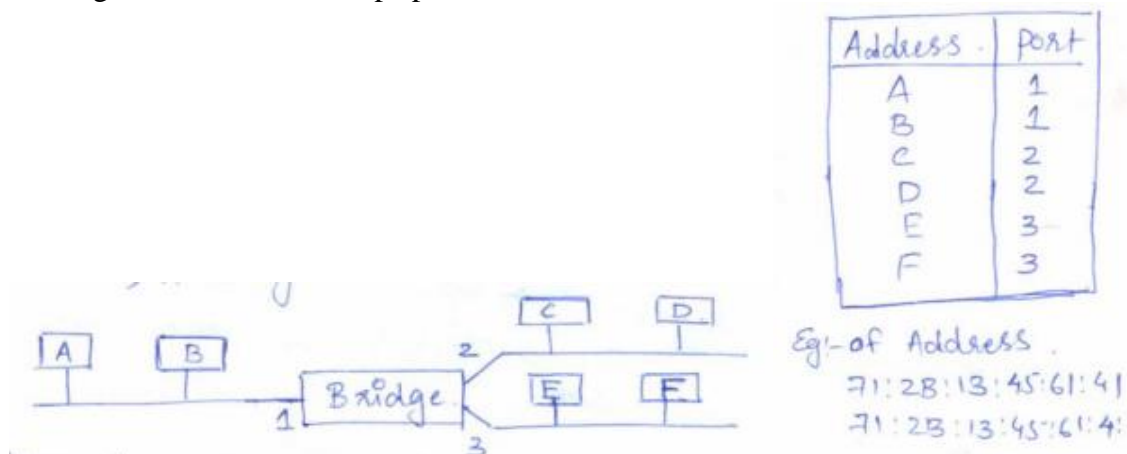 Address. | Port
A | 1
B | 1
C | 2
D | 2
E | 3
F | 3
C D
A B
2
Bridge.
E F
1
3
Eg:- of Address.
71:2B:13:45:61:41
71:2B:13:45:61:4